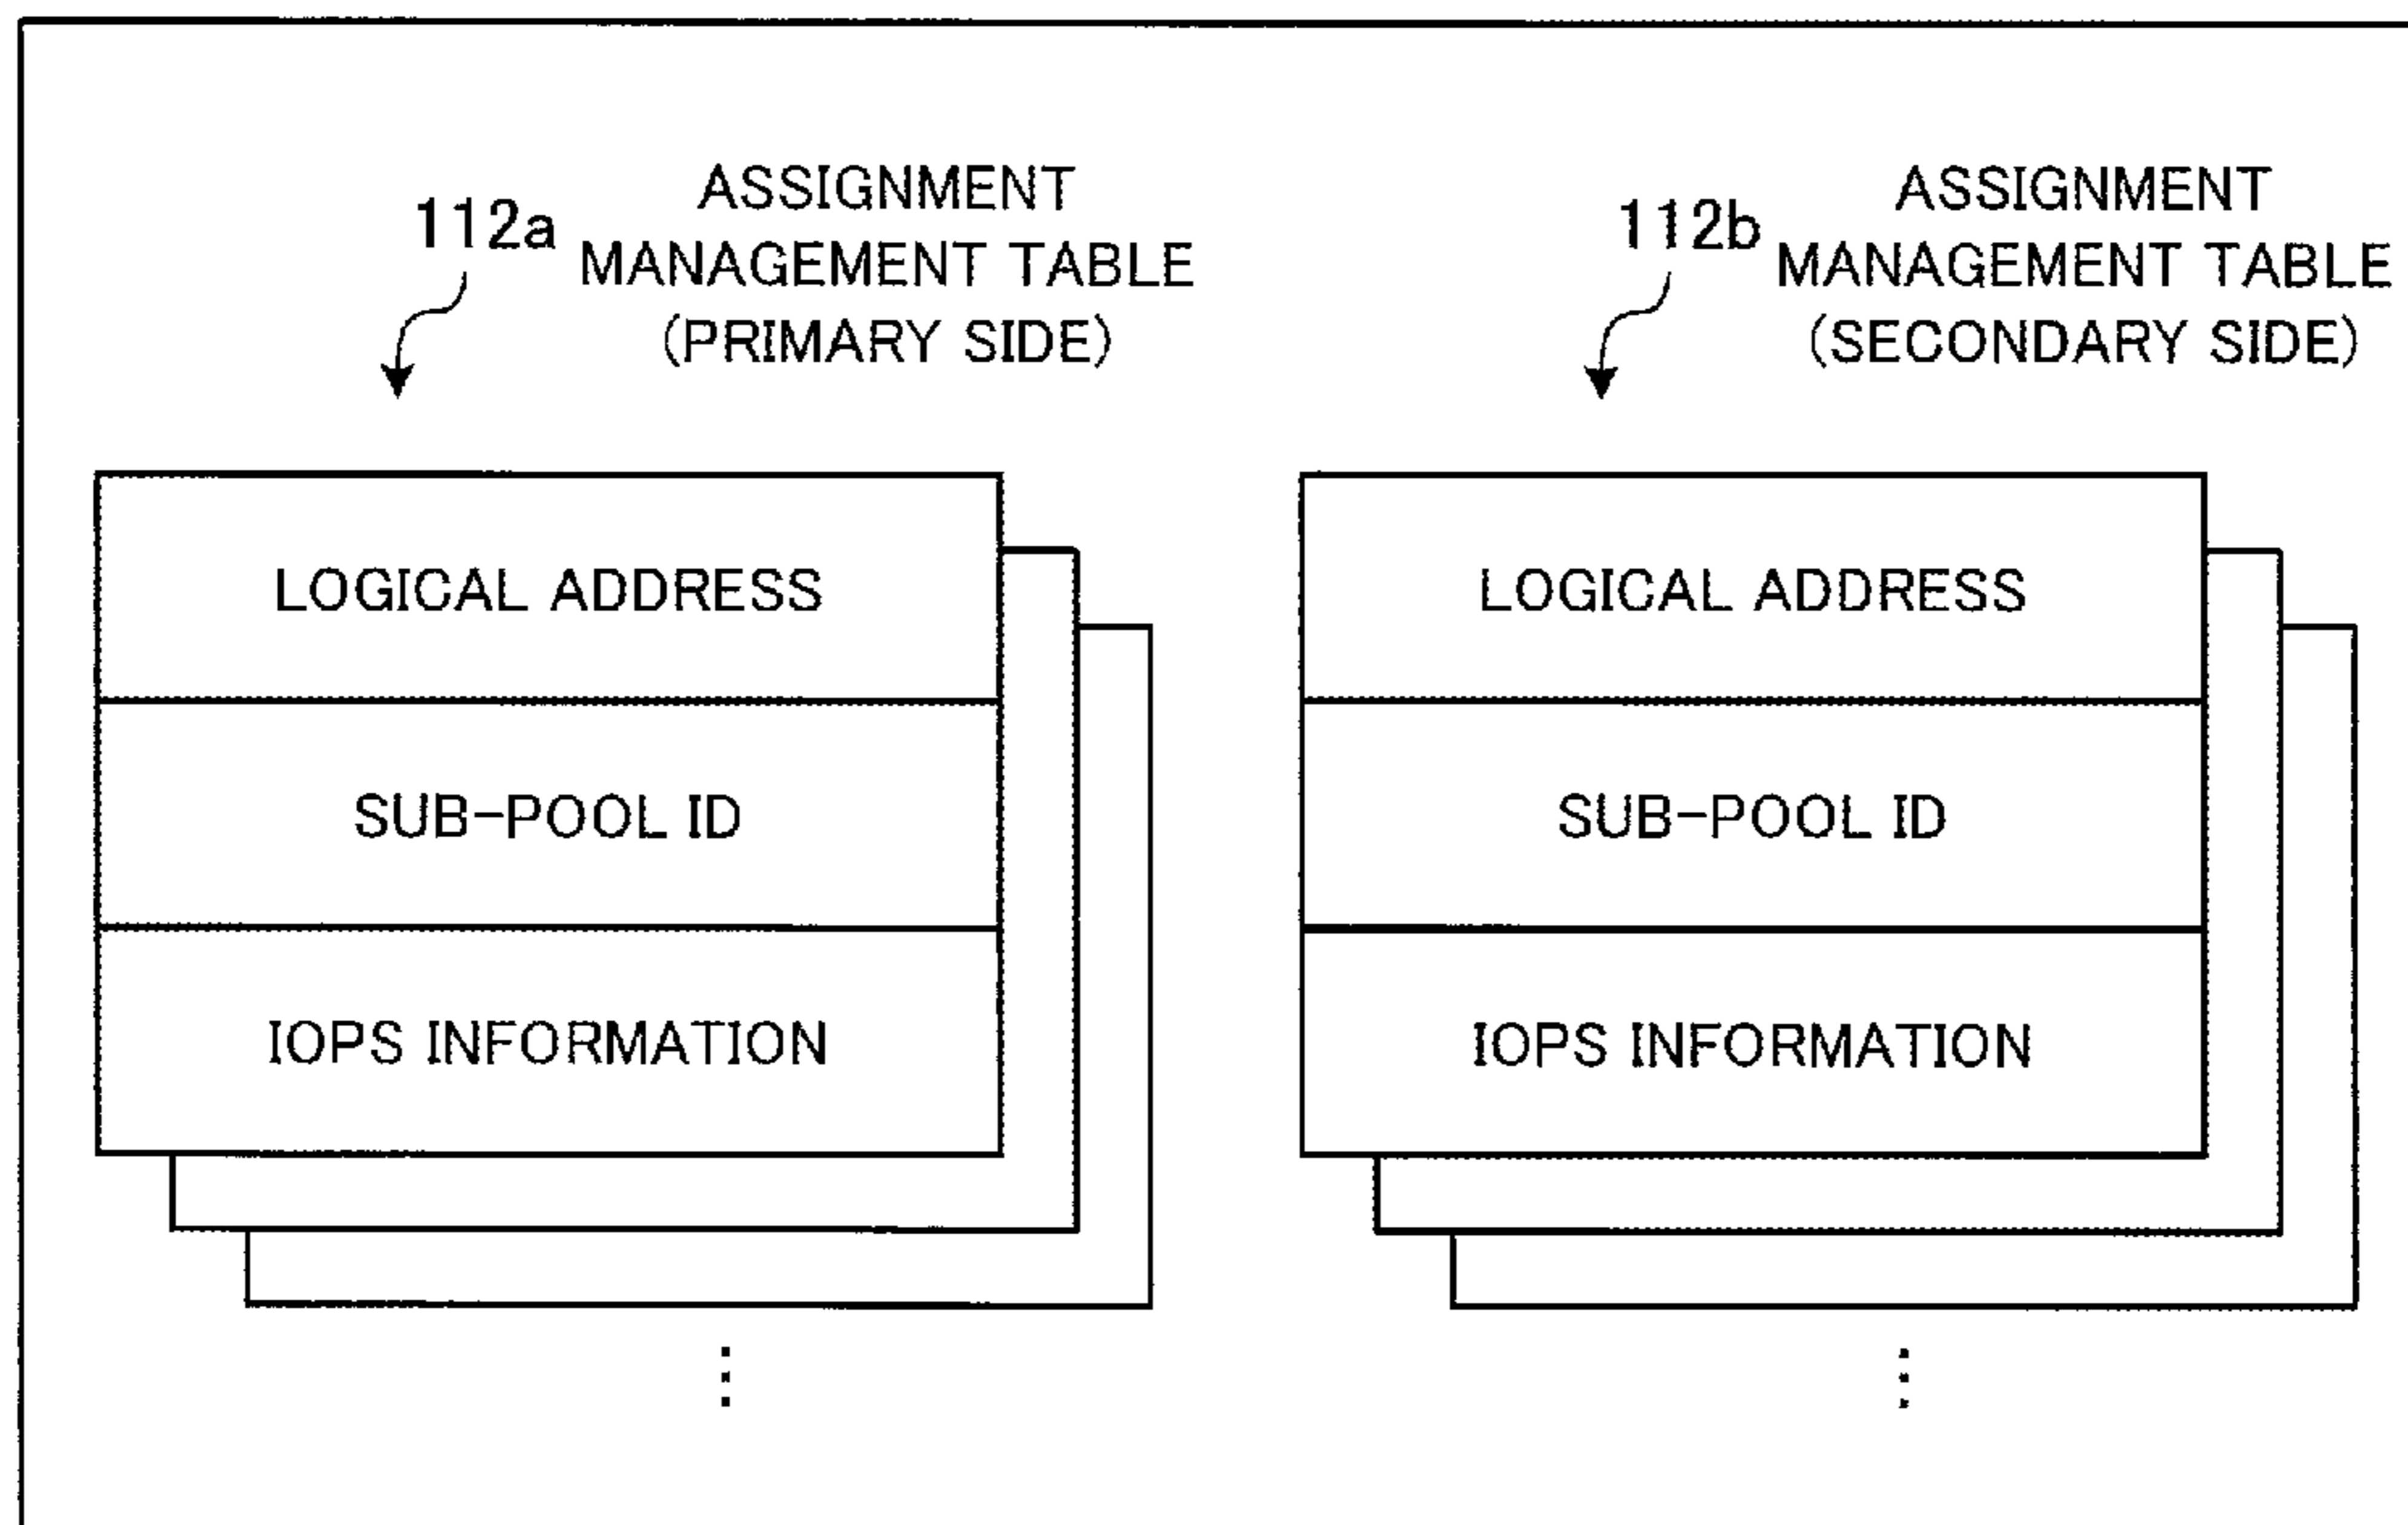 112a
ASSIGNMENT
MANAGEMENT TABLE
(PRIMARY SIDE)
LOGICAL ADDRESS
SUB-POOL ID
IOPS INFORMATION
112b
ASSIGNMENT
MANAGEMENT TABLE
(SECONDARY SIDE)
LOGICAL ADDRESS
SUB-POOL ID
IOPS INFORMATION